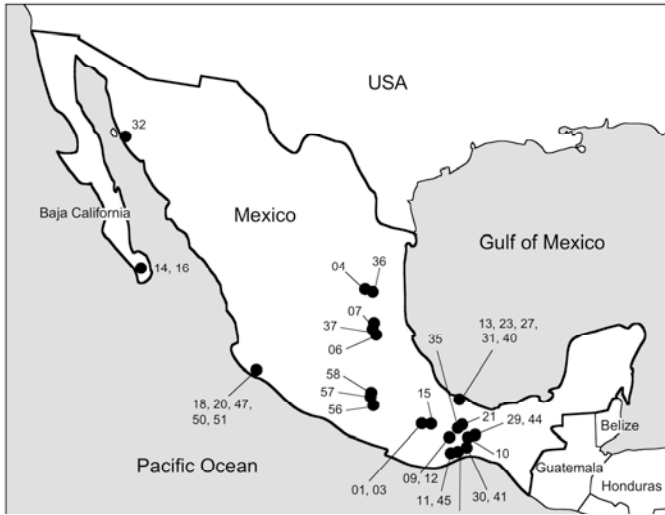 USA
32
Baja California
Mexico
Gulf of Mexico
14, 16
04
36
07
37
06
13, 23, 27,
31, 40
35
58
57
56
18, 20, 47,
50, 51
15
21
29, 44
Belize
10
Pacific Ocean
Guatemala
09, 12
01, 03
11, 45
30, 41
Honduras